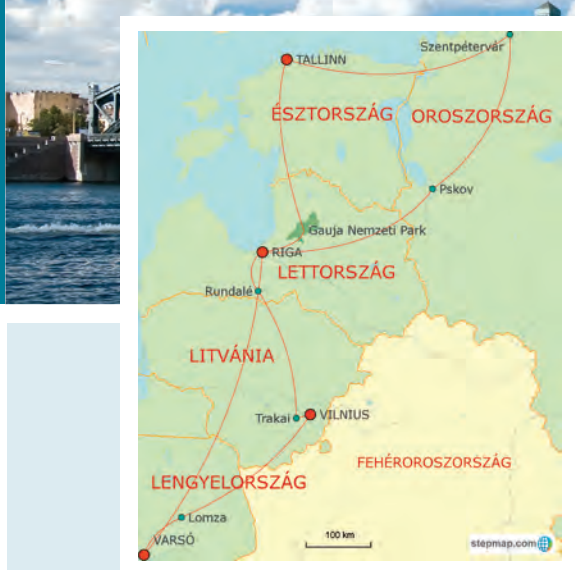 Szentpétervár
TALLINN
ÉSZTORSZÁG
OROSZORSZÁG
Pskov
Gauja Nemzeti Park
RIGA
LETTORSZÁG
Rundalé
LITVÁNIA
Trakai
VILNIUS
FEHÉROROSZORSZÁG
LENGYELORSZÁG
Lomza
VARSÓ
100 km
stepmap.com